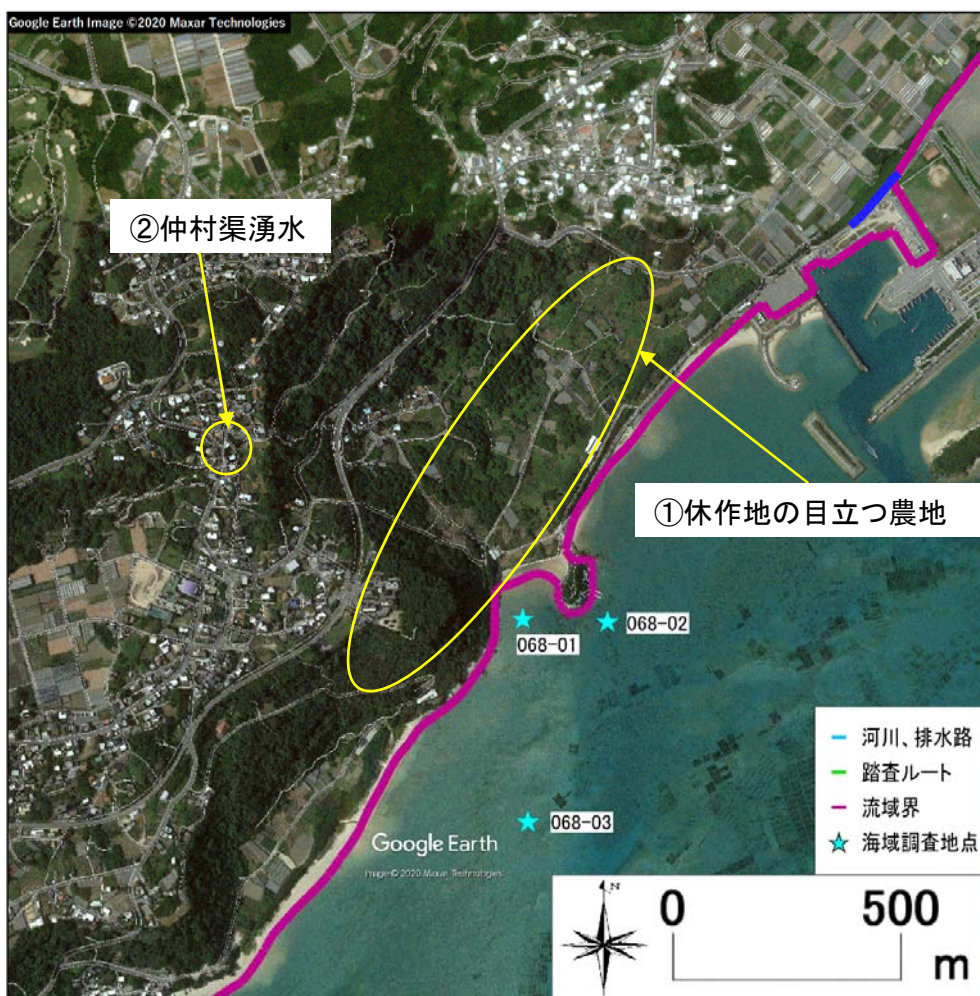 Google Earth Image ©2020 Maxar Technologies
②仲村渠湧水
①休作地の目立つ農地
068-01
068-02
068-03
河川、排水路
踏査ルート
流域界
海域調査地点
Google Earth
Image © 2020 Maxar Technologies
N
0 500
m